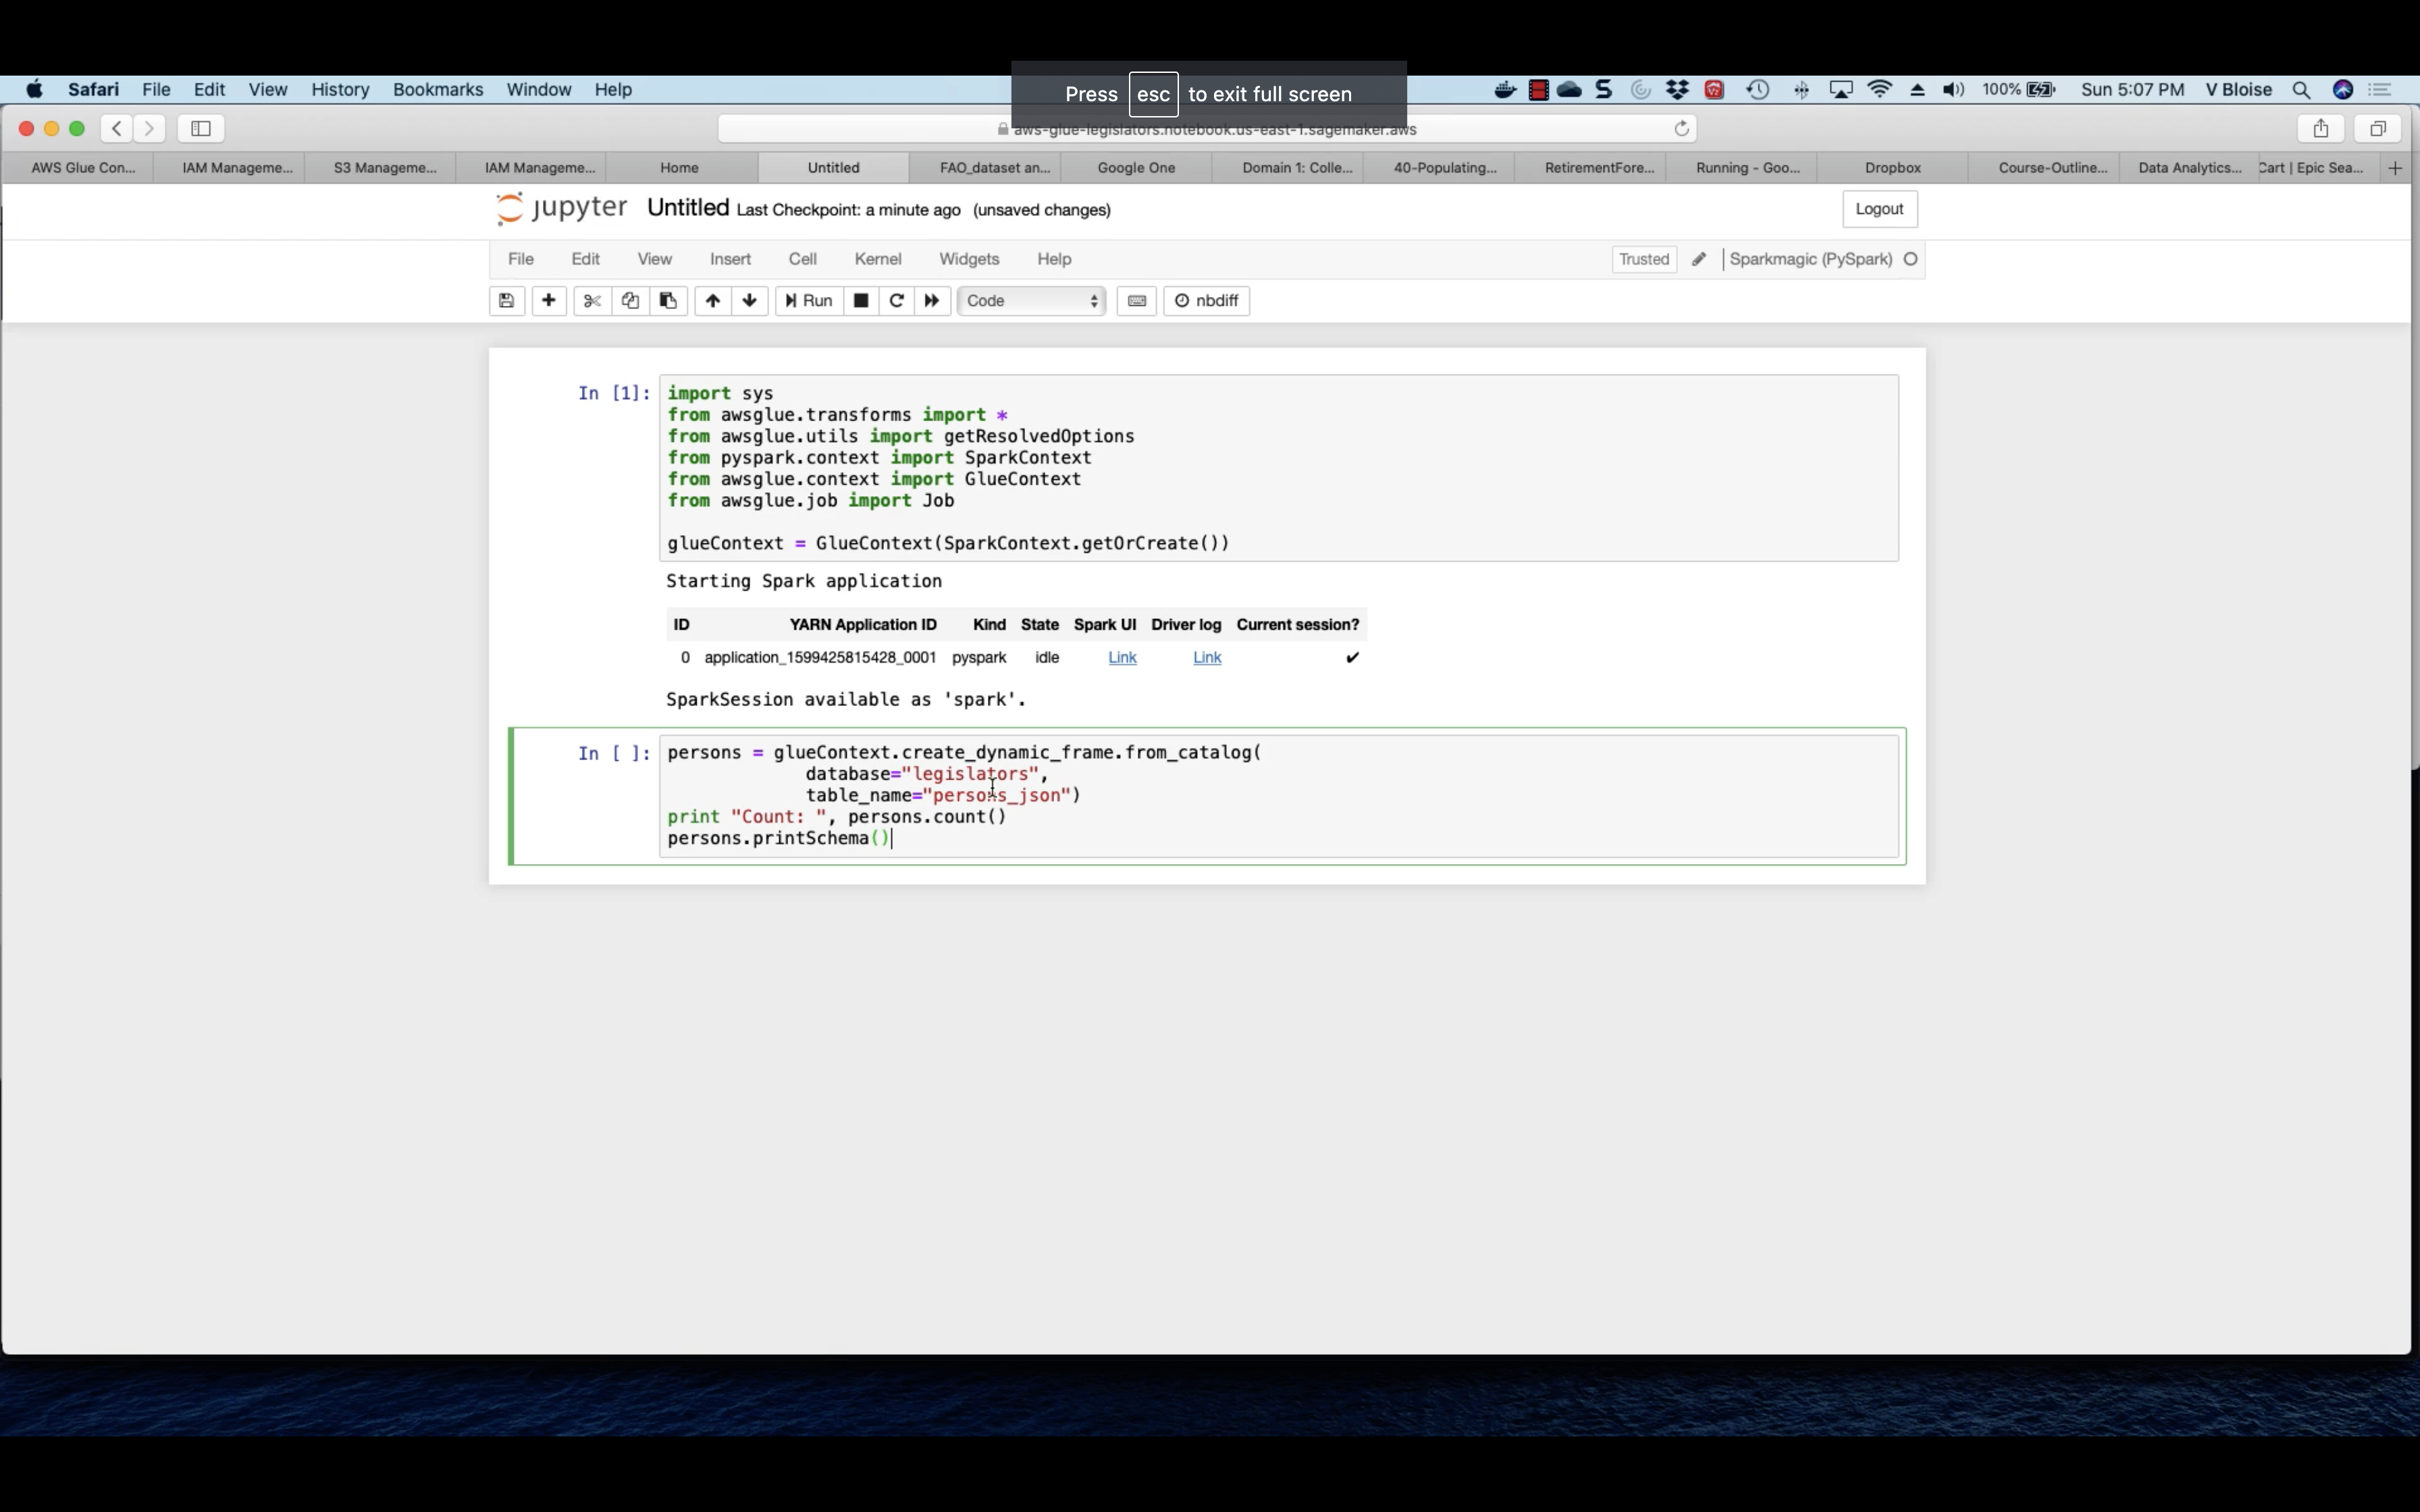 Press esc to exit full screen
Safari File Edit View History Bookmarks Window Help 100% Sun 5:07 PM V Bloise
aws-glue-legislators.notebook.us-east-1.sagemaker.aws
AWS Glue Con... IAM Manageme... S3 Manageme... IAM Manageme... Home Untitled FAO_dataset an... Google One Domain 1: Colle... 40-Populating... RetirementFore... Running - Goo... Dropbox Course-Outline... Data Analytics... Cart | Epic Sea...
jupyter Untitled Last Checkpoint: a minute ago (unsaved changes) Logout
File Edit View Insert Cell Kernel Widgets Help Trusted Sparkmagic (PySpark)
Run Code nbdiff
In [1]: import sys
from awsglue.transforms import *
from awsglue.utils import getResolvedOptions
from pyspark.context import SparkContext
from awsglue.context import GlueContext
from awsglue.job import Job
glueContext = GlueContext(SparkContext.getOrCreate())
Starting Spark application
ID YARN Application ID Kind State Spark UI Driver log Current session?
0 application_1599425815428_0001 pyspark idle Link Link ✔
SparkSession available as 'spark'.
In [ ]: persons = glueContext.create_dynamic_frame.from_catalog(
database="legislators",
table_name="persons_json")
print "Count: ", persons.count()
persons.printSchema()